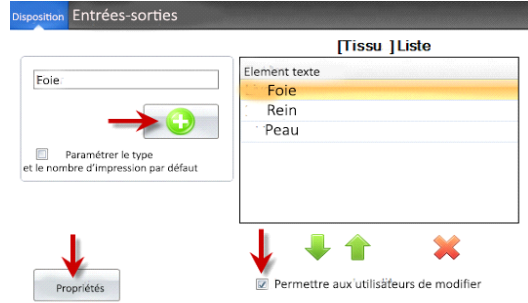 Disposition Entrées-sorties
[Tissu ] Liste
Foie
Element texte
Foie
Rein
Peau
Paramétrer le type
et le nombre d'impression par défaut
Propriétés
Permettre aux utilisateurs de modifier